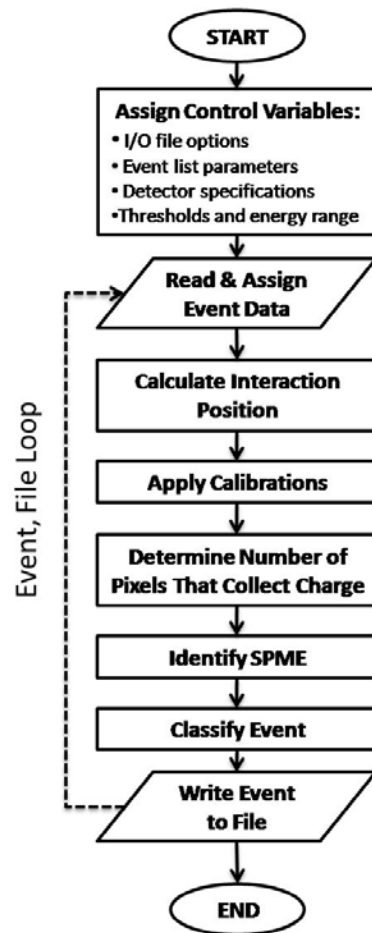 START
Assign Control Variables:
• I/O file options
• Event list parameters
• Detector specifications
•Thresholds and energy range
Read & Assign
Event Data
Calculate Interaction
Position
Apply Calibrations
Determine Number of
Pixels That Collect Charge
Identify SPME
Classify Event
Write Event
to File
END
Event, File Loop